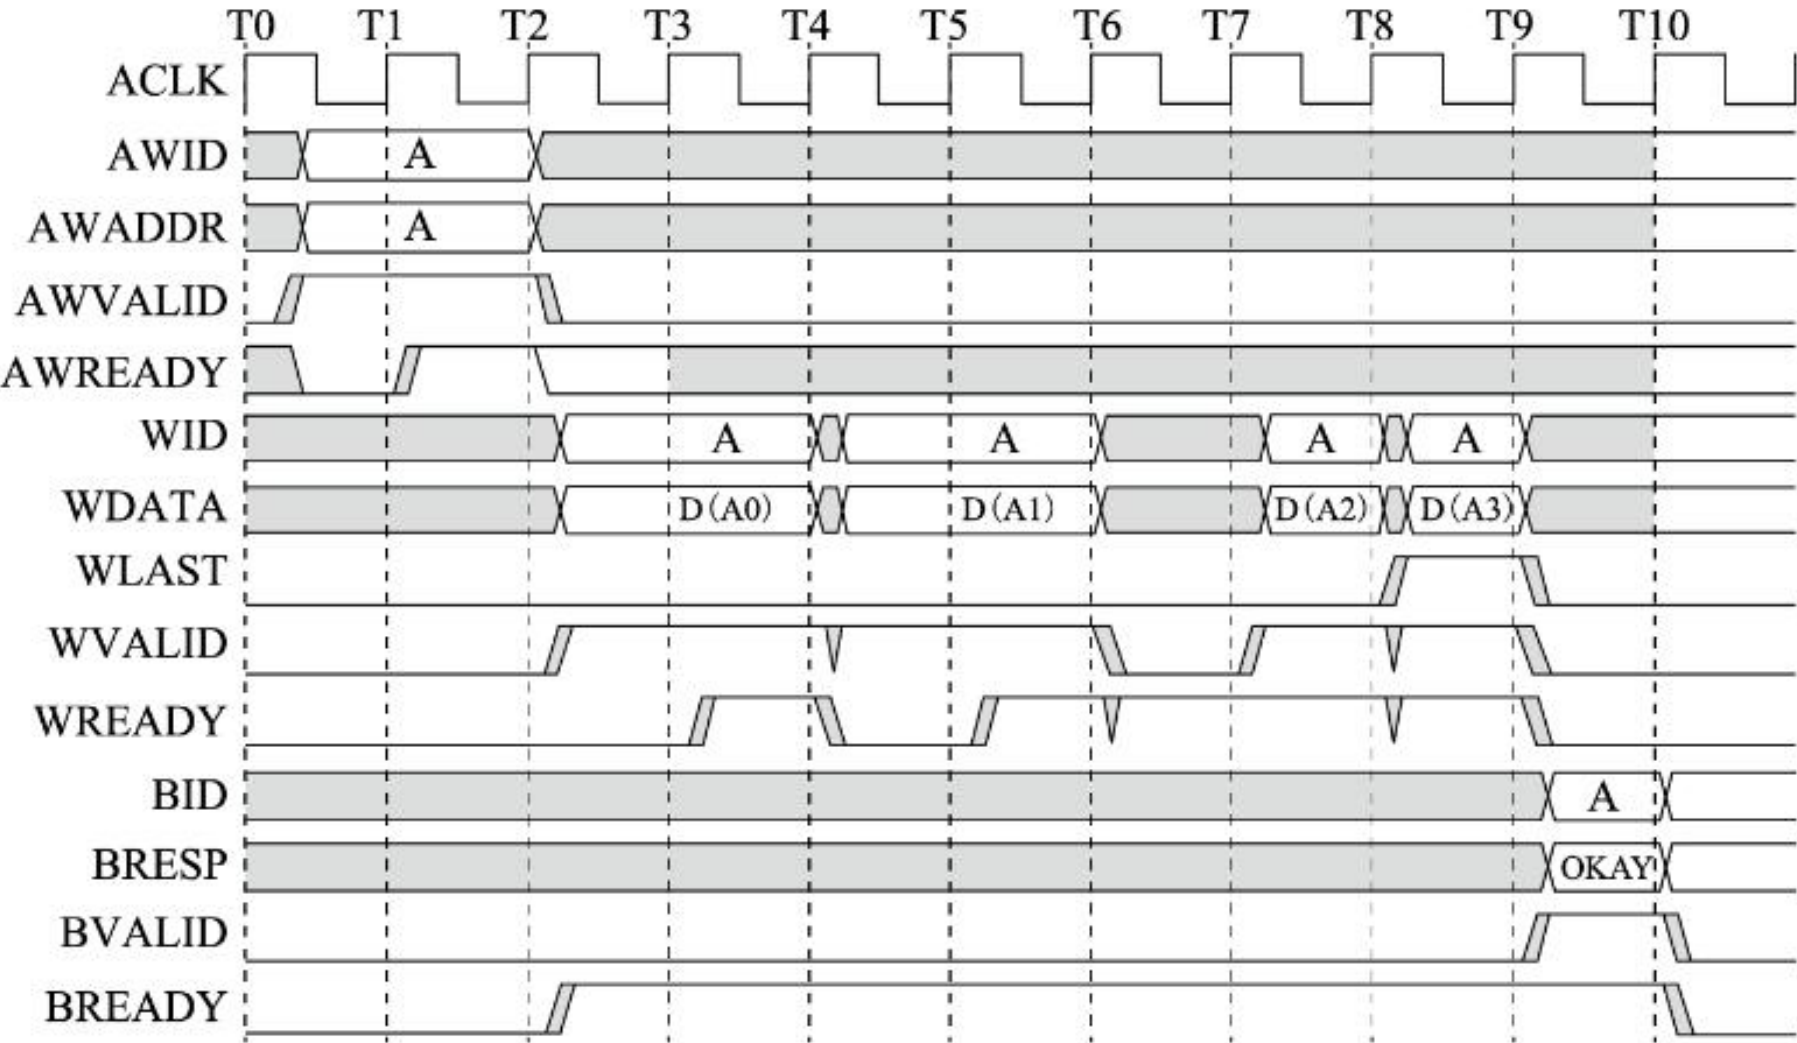 T0 T1 T2 T3 T4 T5 T6 T7 T8 T9 T10
ACLK
AWID A
AWADDR A
AWVALID
AWREADY
WID A A A A
WDATA D(A0) D(A1) D(A2) D(A3)
WLAST
WVALID
WREADY
BID A
BRESP OKAY
BVALID
BREADY